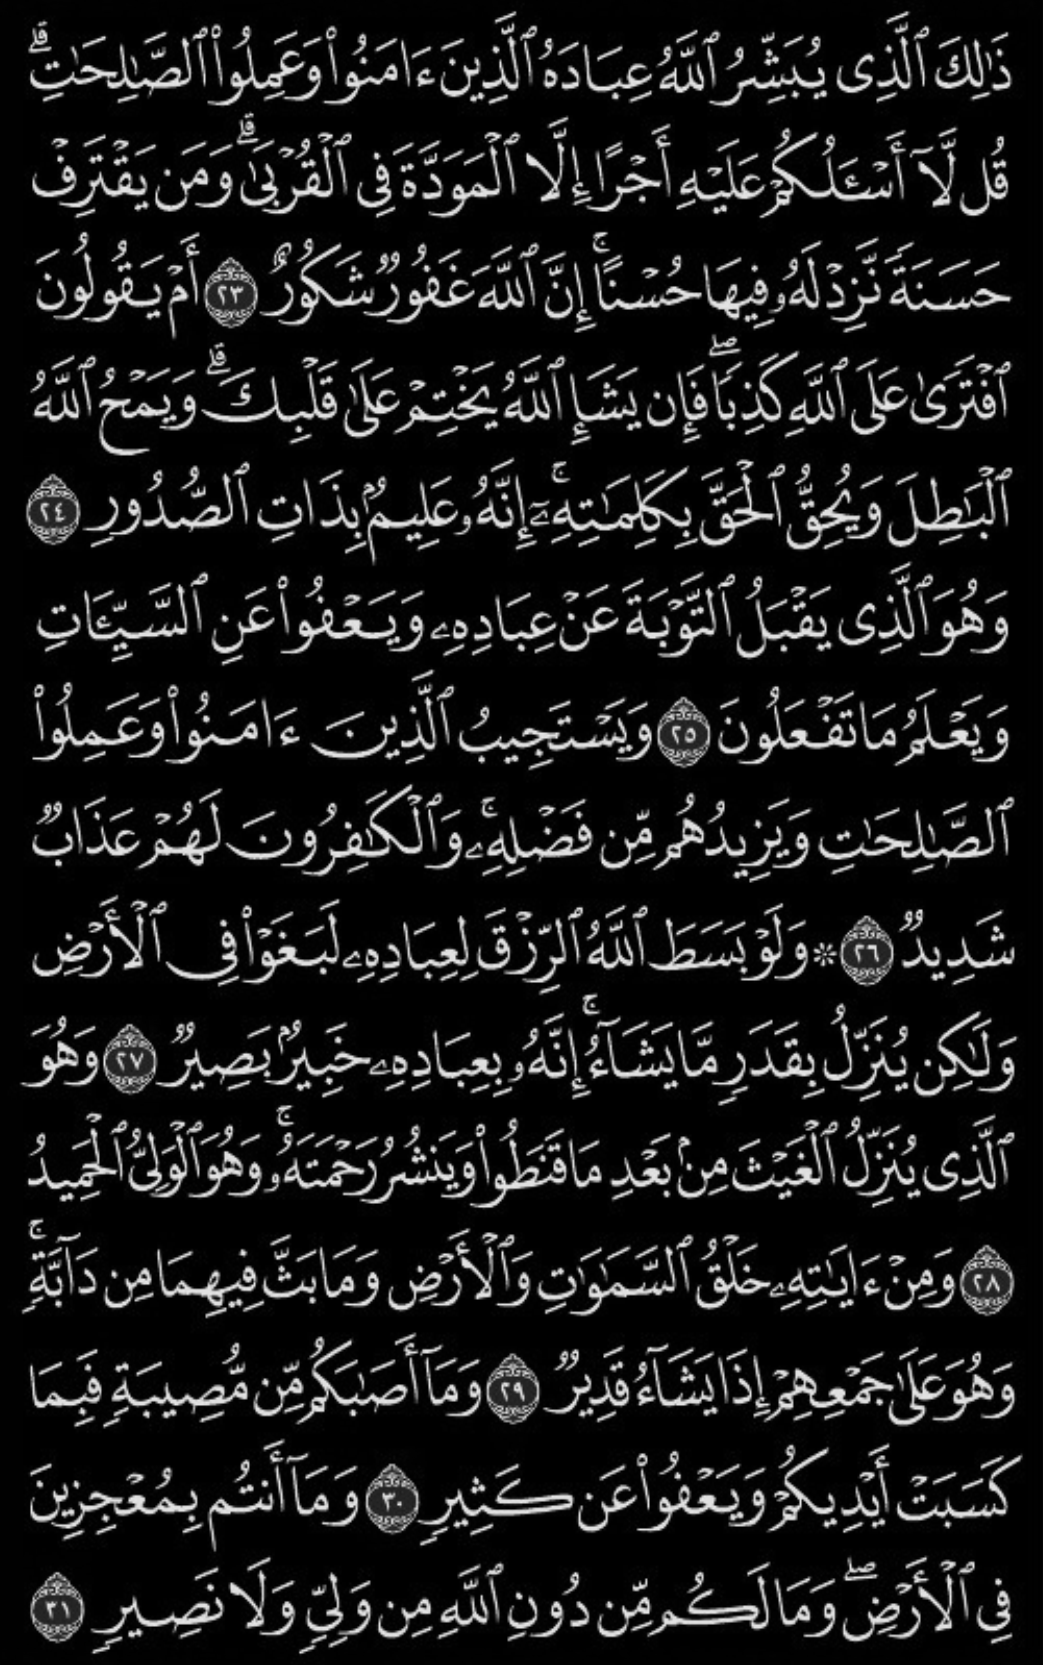 ذَٰلِكَ ٱلَّذِى يُبَشِّرُ ٱللَّهُ عِبَادَهُ ٱلَّذِينَ ءَامَنُوا۟ وَعَمِلُوا۟ ٱلصَّـٰلِحَـٰتِ ۗ
قُل لَّآ أَسْـَٔلُكُمْ عَلَيْهِ أَجْرًا إِلَّا ٱلْمَوَدَّةَ فِى ٱلْقُرْبَىٰ ۗ وَمَن يَقْتَرِفْ
حَسَنَةً نَّزِدْ لَهُۥ فِيهَا حُسْنًا ۚ إِنَّ ٱللَّهَ غَفُورٌ شَكُورٌ ٢٣ أَمْ يَقُولُونَ
ٱفْتَرَىٰ عَلَى ٱللَّهِ كَذِبًا ۖ فَإِن يَشَإِ ٱللَّهُ يَخْتِمْ عَلَىٰ قَلْبِكَ ۗ وَيَمْحُ ٱللَّهُ
ٱلْبَـٰطِلَ وَيُحِقُّ ٱلْحَقَّ بِكَلِمَـٰتِهِۦٓ ۚ إِنَّهُۥ عَلِيمٌۢ بِذَاتِ ٱلصُّدُورِ ٢٤
وَهُوَ ٱلَّذِى يَقْبَلُ ٱلتَّوْبَةَ عَنْ عِبَادِهِۦ وَيَعْفُوا۟ عَنِ ٱلسَّيِّـَٔاتِ
وَيَعْلَمُ مَا تَفْعَلُونَ ٢٥ وَيَسْتَجِيبُ ٱلَّذِينَ ءَامَنُوا۟ وَعَمِلُوا۟
ٱلصَّـٰلِحَـٰتِ وَيَزِيدُهُم مِّن فَضْلِهِۦ ۚ وَٱلْكَـٰفِرُونَ لَهُمْ عَذَابٌ
شَدِيدٌ ٢٦ ۞ وَلَوْ بَسَطَ ٱللَّهُ ٱلرِّزْقَ لِعِبَادِهِۦ لَبَغَوْا۟ فِى ٱلْأَرْضِ
وَلَـٰكِن يُنَزِّلُ بِقَدَرٍ مَّا يَشَآءُ ۚ إِنَّهُۥ بِعِبَادِهِۦ خَبِيرٌۢ بَصِيرٌ ٢٧ وَهُوَ
ٱلَّذِى يُنَزِّلُ ٱلْغَيْثَ مِنۢ بَعْدِ مَا قَنَطُوا۟ وَيَنشُرُ رَحْمَتَهُۥ ۚ وَهُوَ ٱلْوَلِىُّ ٱلْحَمِيدُ
٢٨ وَمِنْ ءَايَـٰتِهِۦ خَلْقُ ٱلسَّمَـٰوَٰتِ وَٱلْأَرْضِ وَمَا بَثَّ فِيهِمَا مِن دَآبَّةٍ ۚ
وَهُوَ عَلَىٰ جَمْعِهِمْ إِذَا يَشَآءُ قَدِيرٌ ٢٩ وَمَآ أَصَـٰبَكُم مِّن مُّصِيبَةٍ فَبِمَا
كَسَبَتْ أَيْدِيكُمْ وَيَعْفُوا۟ عَن كَثِيرٍ ٣٠ وَمَآ أَنتُم بِمُعْجِزِينَ
فِى ٱلْأَرْضِ ۖ وَمَا لَكُم مِّن دُونِ ٱللَّهِ مِن وَلِىٍّ وَلَا نَصِيرٍ ٣١